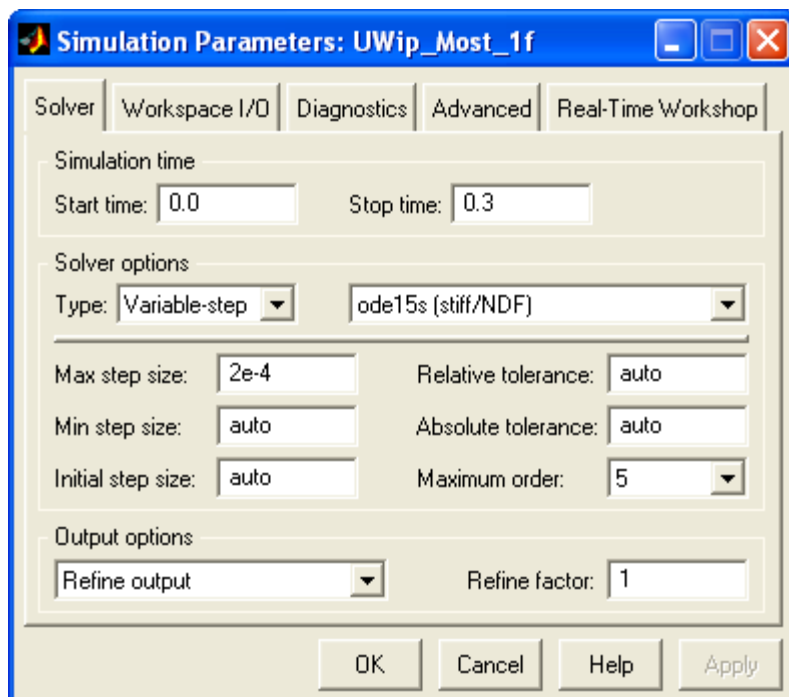 Simulation Parameters: UWip_Most_1f
Solver Workspace I/O Diagnostics Advanced Real-Time Workshop
Simulation time
Start time: 0.0 Stop time: 0.3
Solver options
Type: Variable-step ode15s (stiff/NDF)
Max step size: 2e-4 Relative tolerance: auto
Min step size: auto Absolute tolerance: auto
Initial step size: auto Maximum order: 5
Output options
Refine output Refine factor: 1
OK Cancel Help Apply